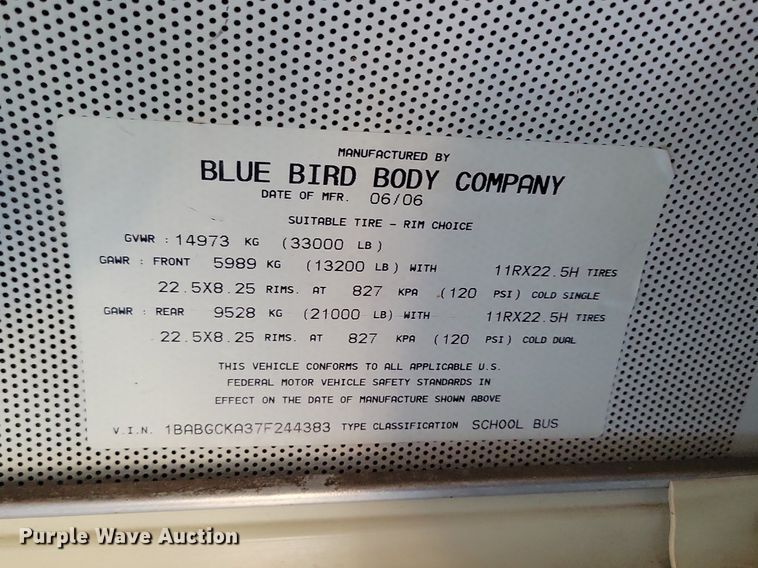 MANUFACTURED BY
BLUE BIRD BODY COMPANY
DATE OF MFR. 06/06
SUITABLE TIRE - RIM CHOICE
GVWR : 14973 KG (33000 LB)
GAWR : FRONT 5989 KG (13200 LB) WITH 11RX22.5H TIRES
22.5X8.25 RIMS. AT 827 KPA (120 PSI) COLD SINGLE
GAWR : REAR 9528 KG (21000 LB) WITH 11RX22.5H TIRES
22.5X8.25 RIMS. AT 827 KPA (120 PSI) COLD DUAL
THIS VEHICLE CONFORMS TO ALL APPLICABLE U.S.
FEDERAL MOTOR VEHICLE SAFETY STANDARDS IN
EFFECT ON THE DATE OF MANUFACTURE SHOWN ABOVE
V.I.N. 1BABGCKA37F244383 TYPE CLASSIFICATION SCHOOL BUS
Purple Wave Auction